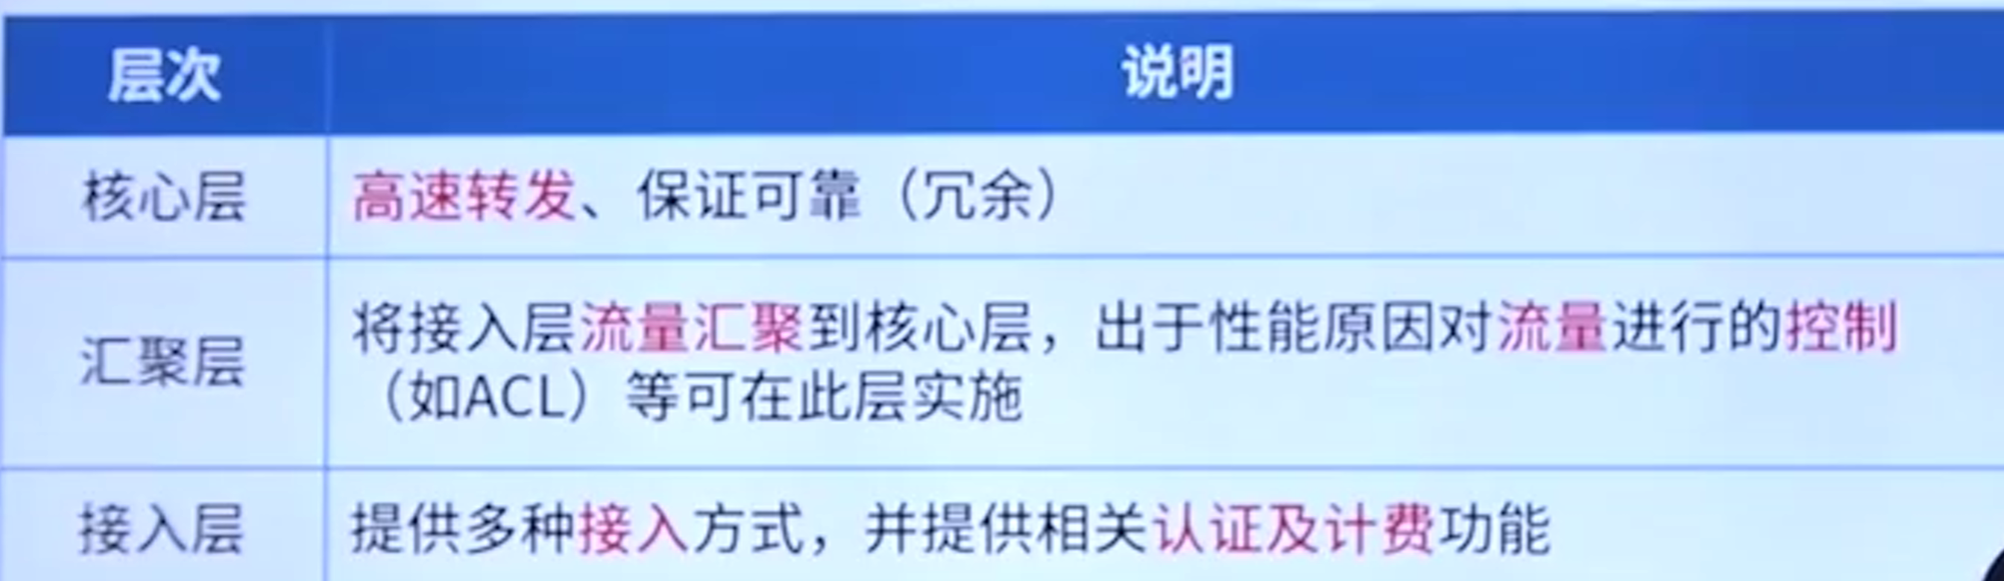 层次 说明
核心层 高速转发、保证可靠（冗余）
汇聚层 将接入层流量汇聚到核心层，出于性能原因对流量进行的控制
（如ACL）等可在此层实施
接入层 提供多种接入方式，并提供相关认证及计费功能